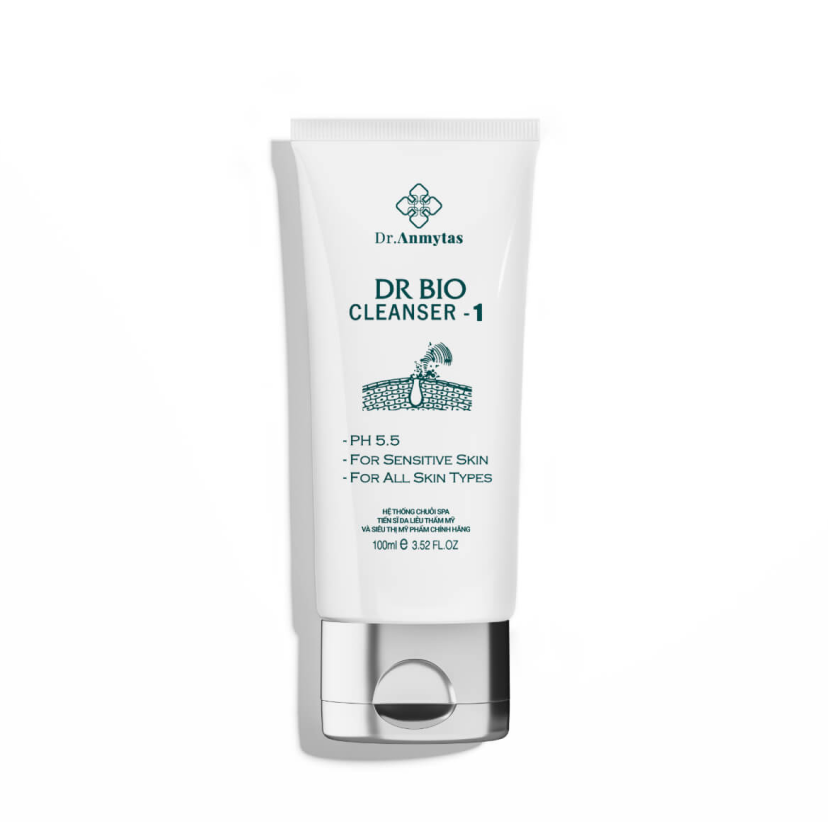 Dr.Anmytas
DR BIO
CLEANSER -1
-PH 5.5
-FOR SENSITIVE SKIN
-FOR ALL SKIN TYPES
HỆ THỐNG CHUỖI SPA
TIẾN SĨ DA LIỄU THẨM MỸ
VÀ SIÊU THỊ MỸ PHẨM CHÍNH HÃNG
100ml e 3.52 FL.OZ